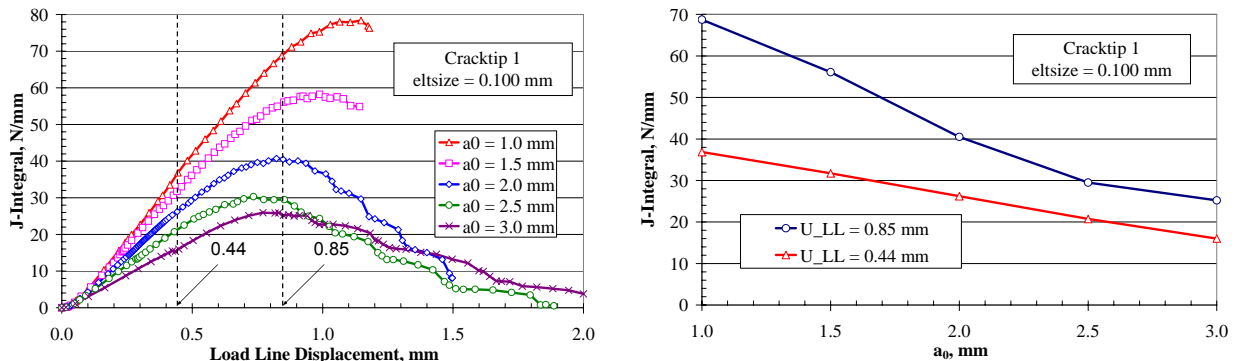 80
70
60
50
40
30
20
10
0
J-Integral, N/mm
Cracktip 1
eltsize = 0.100 mm
a0 = 1.0 mm
a0 = 1.5 mm
a0 = 2.0 mm
a0 = 2.5 mm
a0 = 3.0 mm
0.44
0.85
0.0 0.5 1.0 1.5 2.0
Load Line Displacement, mm
80
70
60
50
40
30
20
10
0
J-Integral, N/mm
Cracktip 1
eltsize = 0.100 mm
U_LL = 0.85 mm
U_LL = 0.44 mm
1.0 1.5 2.0 2.5 3.0
a₀, mm